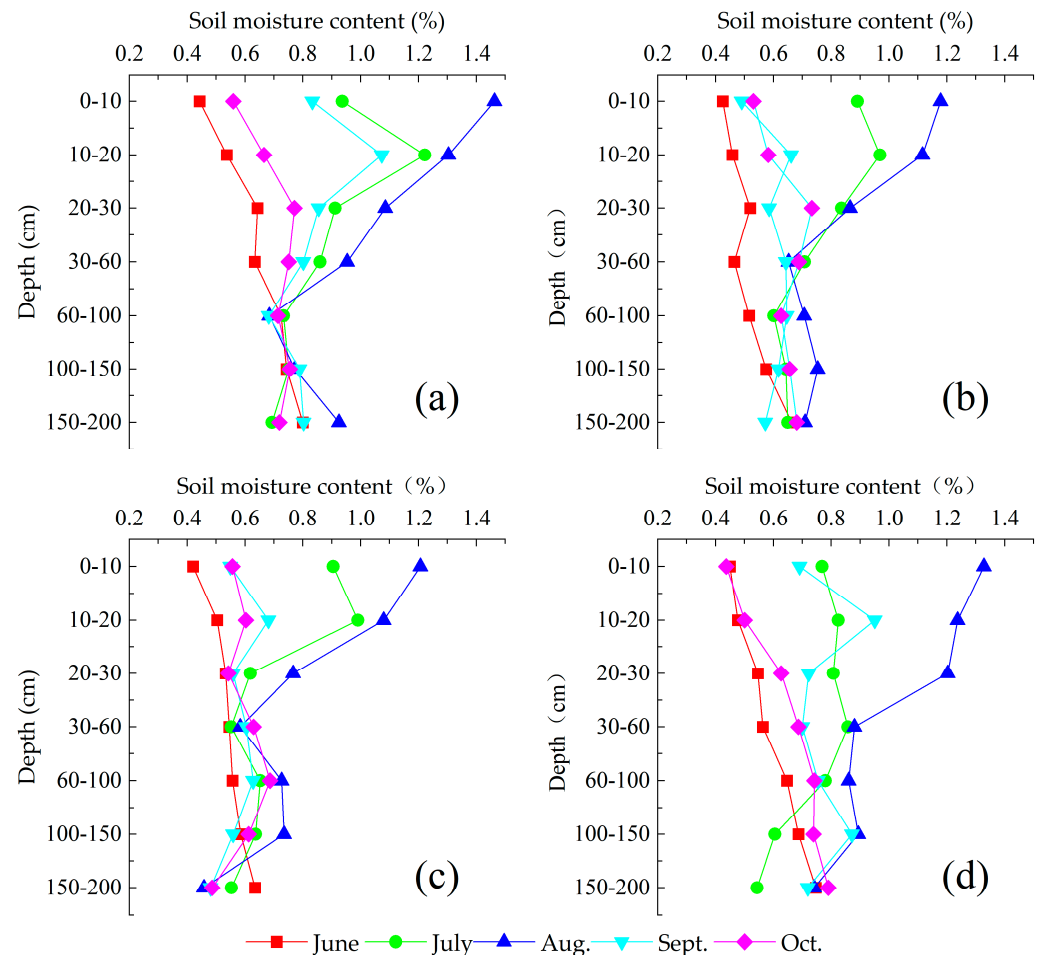 Soil moisture content (%)
0.2 0.4 0.6 0.8 1.0 1.2 1.4
Depth (cm)
0-10
10-20
20-30
30-60
60-100
100-150
150-200
(a)
Soil moisture content (%)
0.2 0.4 0.6 0.8 1.0 1.2 1.4
Depth（cm）
0-10
10-20
20-30
30-60
60-100
100-150
150-200
(b)
Soil moisture content（%）
0.2 0.4 0.6 0.8 1.0 1.2 1.4
Depth (cm)
0-10
10-20
20-30
30-60
60-100
100-150
150-200
(c)
Soil moisture content（%）
0.2 0.4 0.6 0.8 1.0 1.2 1.4
Depth（cm）
0-10
10-20
20-30
30-60
60-100
100-150
150-200
(d)
June July Aug. Sept. Oct.